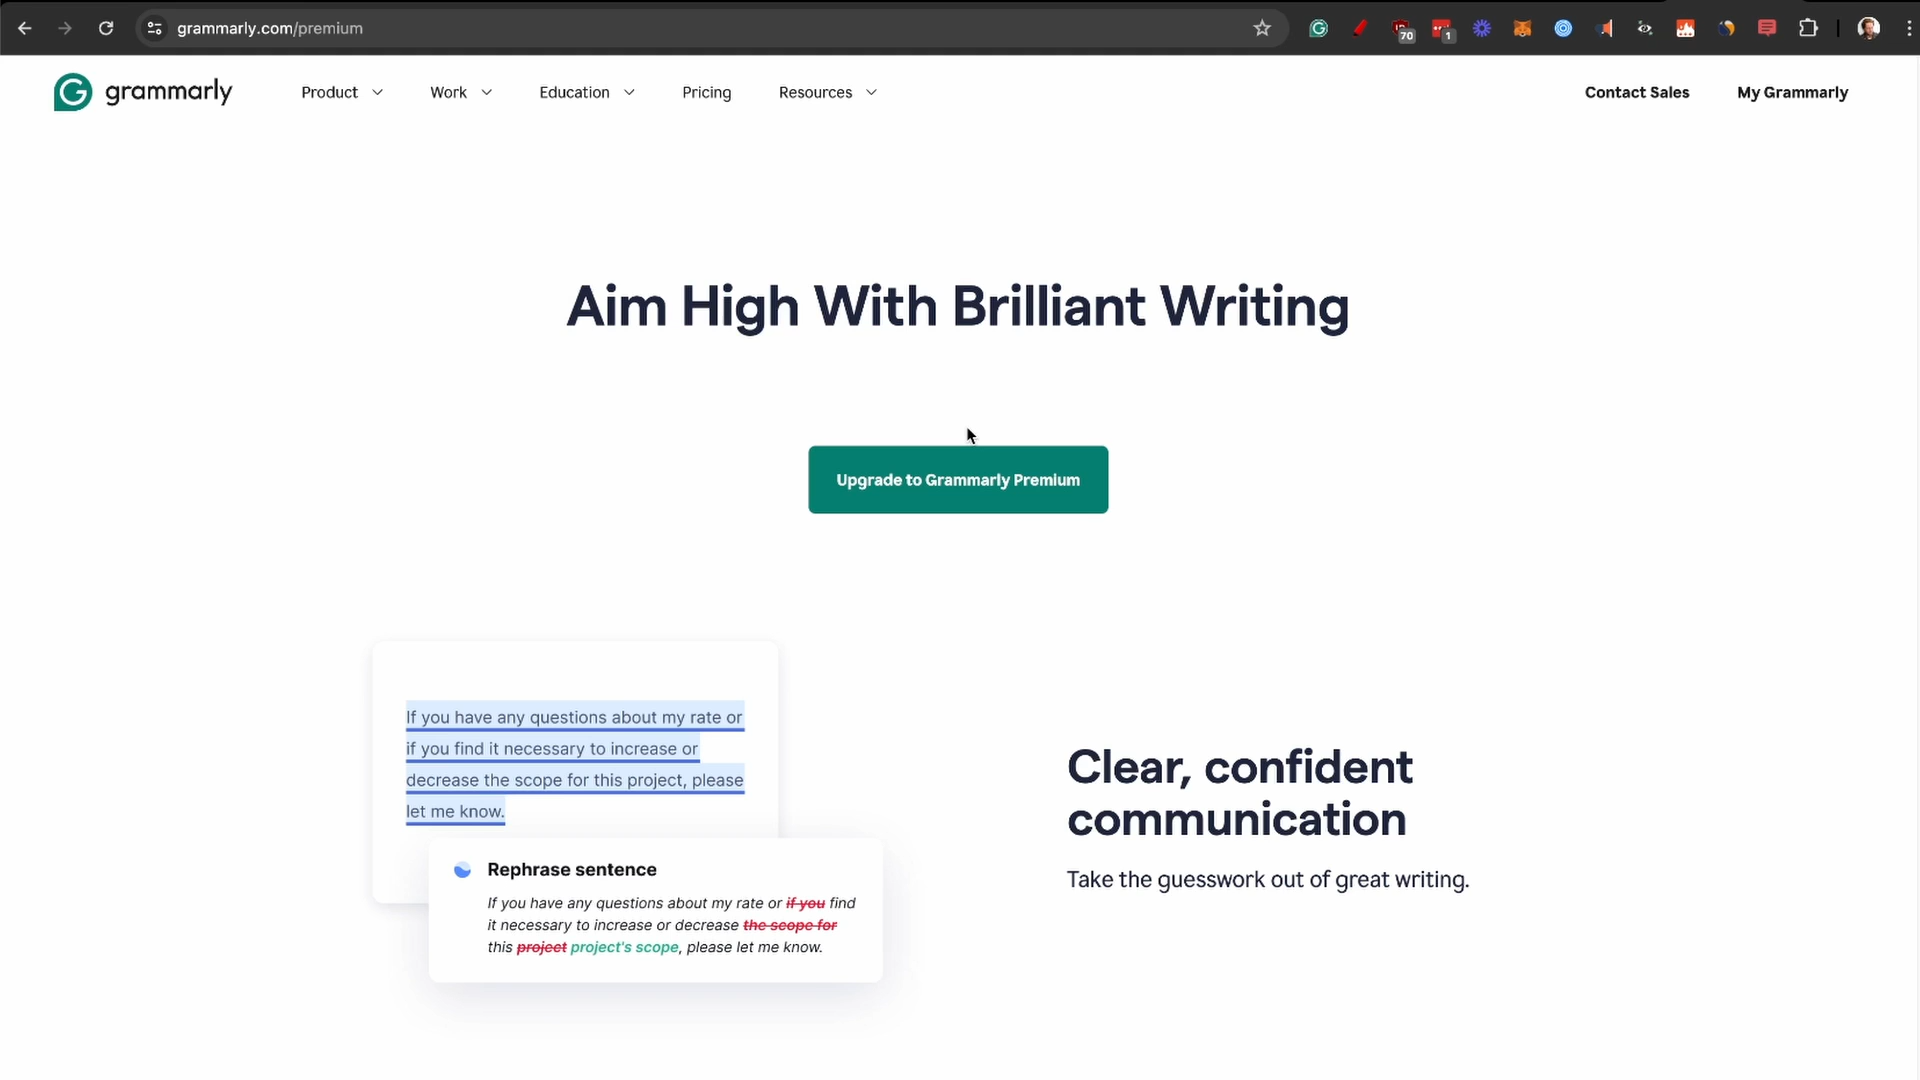 grammarly.com/premium
70
1
grammarly
Product
Work
Education
Pricing
Resources
Contact Sales
My Grammarly
Aim High With Brilliant Writing
Upgrade to Grammarly Premium
If you have any questions about my rate or
if you find it necessary to increase or
decrease the scope for this project, please
let me know.
Rephrase sentence
If you have any questions about my rate or if you find
it necessary to increase or decrease the scope for
this project project's scope, please let me know.
Clear, confident
communication
Take the guesswork out of great writing.